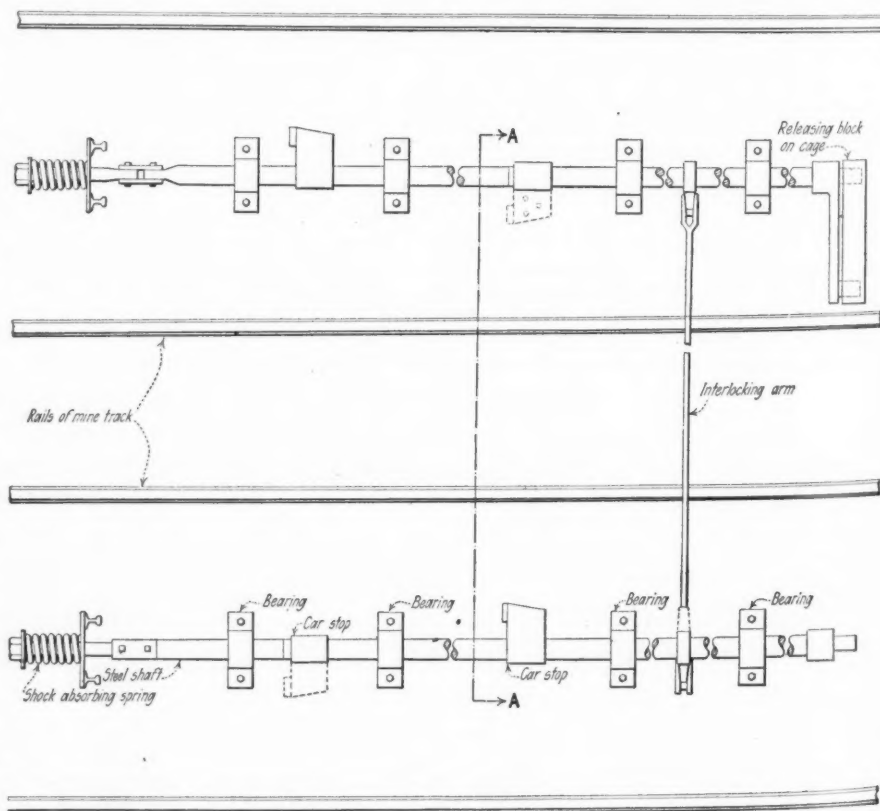 A
Releasing block
on cage
Rails of mine track
Interlocking arm
Bearing
Bearing
Bearing
Bearing
Car stop
Steel shaft
Shock absorbing spring
Car stop
A